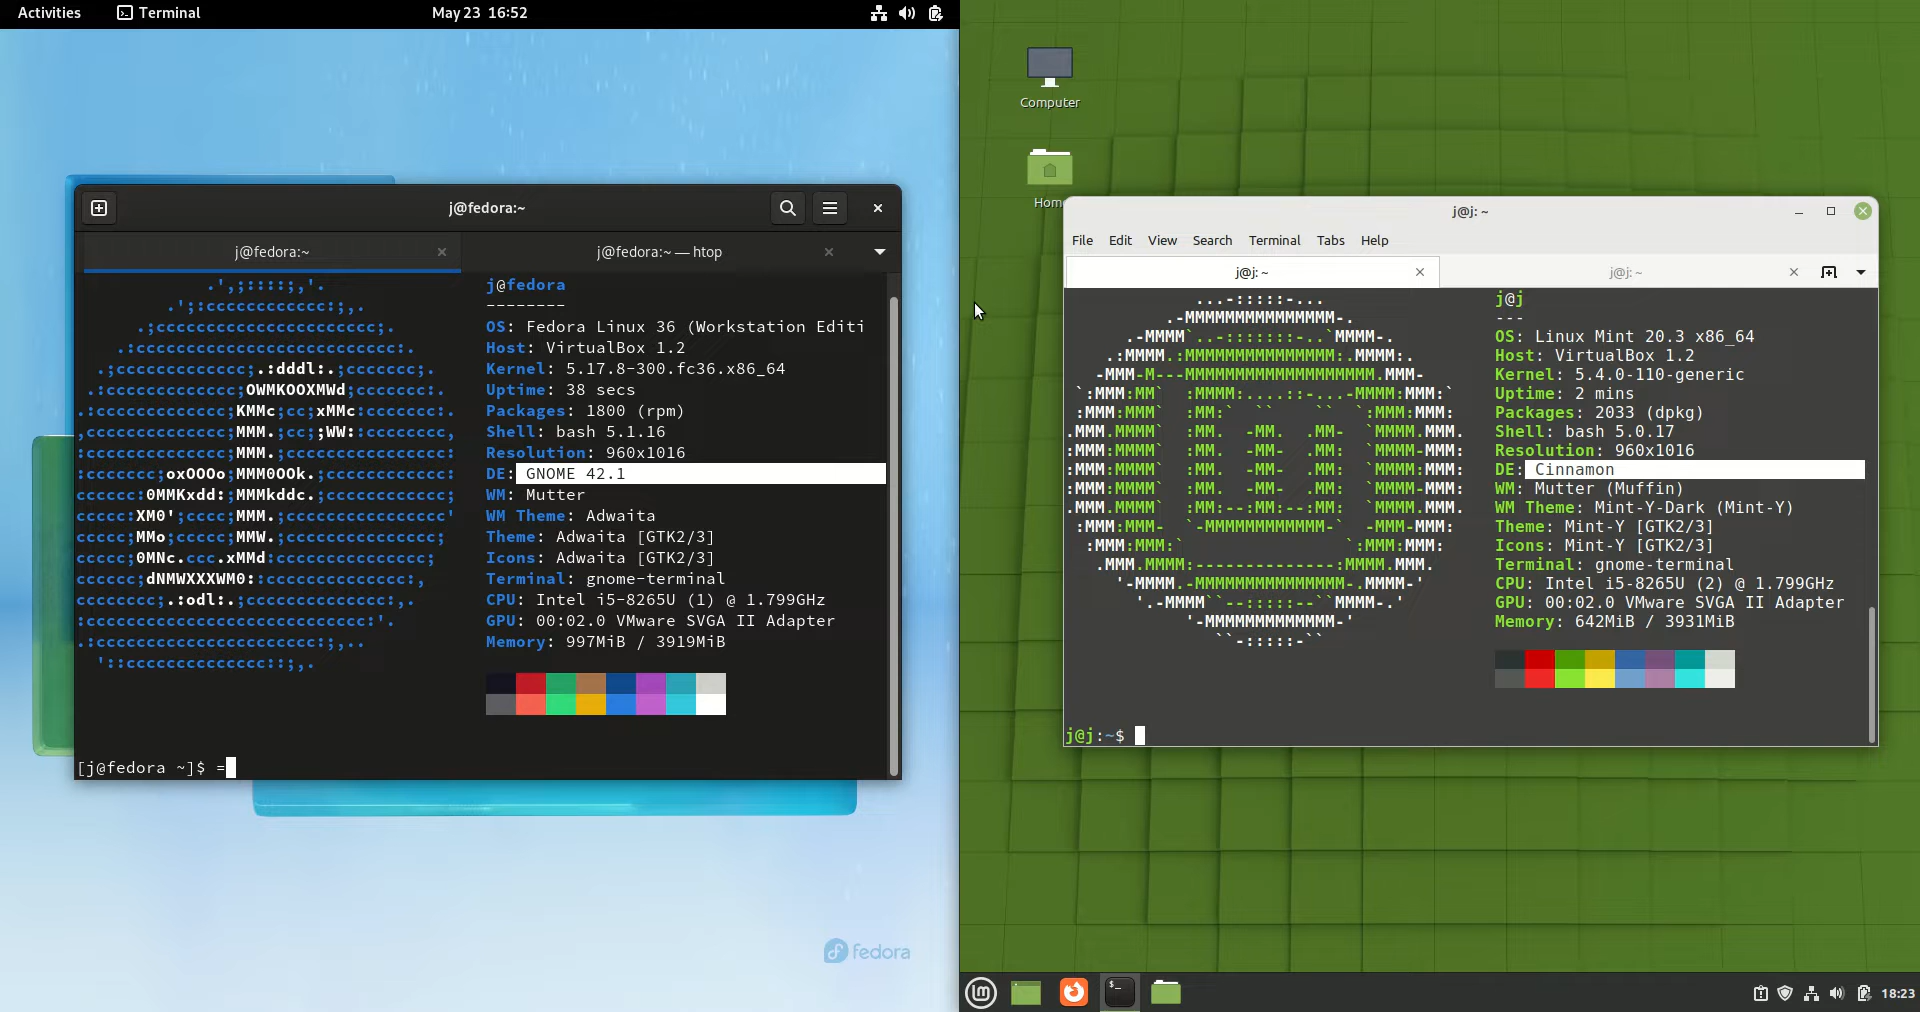 Activities
Terminal
May 23 16:52
j@fedora:~
j@fedora:~
j@fedora:~ — htop
j@fedora
--------
OS: Fedora Linux 36 (Workstation Editi
Host: VirtualBox 1.2
Kernel: 5.17.8-300.fc36.x86_64
Uptime: 38 secs
Packages: 1800 (rpm)
Shell: bash 5.1.16
Resolution: 960x1016
DE: GNOME 42.1
WM: Mutter
WM Theme: Adwaita
Theme: Adwaita [GTK2/3]
Icons: Adwaita [GTK2/3]
Terminal: gnome-terminal
CPU: Intel i5-8265U (1) @ 1.799GHz
GPU: 00:02.0 VMware SVGA II Adapter
Memory: 997MiB / 3919MiB
[j@fedora ~]$ =
fedora
Computer
Home
j@j: ~
File Edit View Search Terminal Tabs Help
j@j: ~
j@j: ~
j@j
---
OS: Linux Mint 20.3 x86_64
Host: VirtualBox 1.2
Kernel: 5.4.0-110-generic
Uptime: 2 mins
Packages: 2033 (dpkg)
Shell: bash 5.0.17
Resolution: 960x1016
DE: Cinnamon
WM: Mutter (Muffin)
WM Theme: Mint-Y-Dark (Mint-Y)
Theme: Mint-Y [GTK2/3]
Icons: Mint-Y [GTK2/3]
Terminal: gnome-terminal
CPU: Intel i5-8265U (2) @ 1.799GHz
GPU: 00:02.0 VMware SVGA II Adapter
Memory: 642MiB / 3931MiB
j@j:~$
18:23